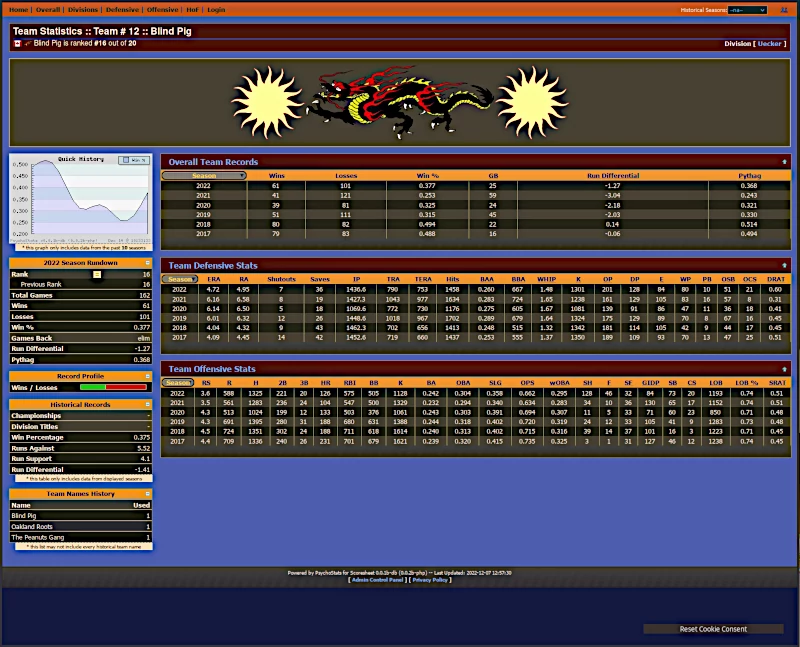 Home | Overall | Divisions | Defensive | Offensive | HoF | Login
Historical Seasons: --na--
Team Statistics :: Team # 12 :: Blind Pig
Blind Pig is ranked #16 out of 20
Division [ Uecker ]
Quick History
Win %
0.500
0.450
0.400
0.350
0.300
0.250
0.200
* this graph only includes data from the past 10 seasons
2022 Season Rundown
Rank 16
Previous Rank 16
Total Games 162
Wins 61
Losses 101
Win % 0.377
Games Back elim
Run Differential -1.27
Pythag 0.368
Record Profile
Wins / Losses
Historical Records
Championships -
Division Titles -
Win Percentage 0.375
Runs Against 5.52
Run Support 4.1
Run Differential -1.41
* this table only includes data from displayed seasons
Team Names History
Name Used
Blind Pig 1
Oakland Roots 1
The Peanuts Gang 1
* this list may not include every historical team name
Overall Team Records
Season Wins Losses Win % GB Run Differential Pythag
2022 61 101 0.377 25 -1.27 0.368
2021 41 121 0.253 59 -3.04 0.243
2020 39 81 0.325 24 -2.18 0.321
2019 51 111 0.315 45 -2.03 0.330
2018 80 82 0.494 22 0.14 0.514
2017 79 83 0.488 16 -0.06 0.494
Team Defensive Stats
Season ERA RA Shutouts Saves IP TRA TERA Hits BAA BBA WHIP K OP DP E WP PB OSB OCS DRAT
2022 4.72 4.95 7 36 1436.6 790 753 1458 0.260 667 1.48 1301 201 128 84 80 10 51 21 0.60
2021 6.16 6.58 8 19 1427.3 1043 977 1634 0.283 724 1.65 1238 161 129 105 83 16 57 8 0.31
2020 6.14 6.50 5 18 1069.6 772 730 1176 0.275 606 1.67 1081 139 91 86 47 11 36 18 0.41
2019 6.01 6.32 12 26 1448.6 1018 967 1702 0.289 679 1.64 1324 175 129 89 70 8 67 16 0.45
2018 4.04 4.32 9 43 1462.3 702 656 1413 0.248 515 1.32 1342 181 114 105 42 9 44 17 0.45
2017 4.09 4.45 14 42 1452.6 719 660 1437 0.253 555 1.37 1350 189 109 93 70 13 47 25 0.51
Team Offensive Stats
Season RS R H 2B 3B HR RBI BB K BA OBA SLG OPS wOBA SH F SF GIDP SB CS LOB LOB % SRAT
2022 3.6 588 1325 221 20 126 575 505 1128 0.242 0.304 0.358 0.662 0.295 128 46 32 84 73 20 1193 0.74 0.51
2021 3.5 561 1283 236 24 104 547 500 1329 0.232 0.300 0.352 0.652 0.291 104 10 36 130 65 17 1152 0.74 0.51
2020 4.3 513 1024 199 12 133 503 376 1061 0.243 0.303 0.391 0.694 0.307 11 5 33 71 60 23 850 0.71 0.48
2019 4.3 691 1395 280 31 188 680 631 1388 0.244 0.318 0.402 0.720 0.319 24 12 33 105 41 9 1283 0.73 0.48
2018 4.5 724 1351 302 24 188 711 618 1614 0.240 0.313 0.402 0.715 0.316 39 14 37 101 16 3 1223 0.71 0.45
2017 4.4 709 1336 240 26 231 701 679 1621 0.239 0.320 0.415 0.735 0.325 3 1 31 127 46 12 1238 0.74 0.45
Powered by PsychoStats for Scoresheet 0.0.1b-db (0.0.2b-php) -- Last Updated: 2022-12-07 12:57:30
[ Admin Control Panel ] [ Privacy Policy ]
Reset Cookie Consent